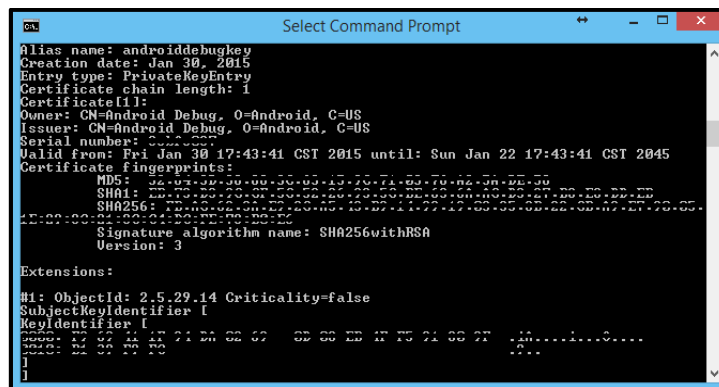 Select Command Prompt
Alias name: androiddebugkey
Creation date: Jan 30, 2015
Entry type: PrivateKeyEntry
Certificate chain length: 1
Certificate[1]:
Owner: CN=Android Debug, O=Android, C=US
Issuer: CN=Android Debug, O=Android, C=US
Serial number:
Valid from: Fri Jan 30 17:43:41 CST 2015 until: Sun Jan 22 17:43:41 CST 2045
Certificate fingerprints:
MD5:
SHA1:
SHA256:
Signature algorithm name: SHA256withRSA
Version: 3
Extensions:
#1: ObjectId: 2.5.29.14 Criticality=false
SubjectKeyIdentifier [
KeyIdentifier [
]
]